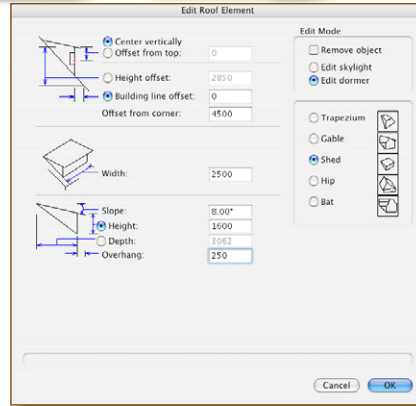 Edit Roof Element
Center vertically
Offset from top: 0
Height offset: 2850
Building line offset: 0
Offset from corner: 4500
Width: 2500
Slope: 8.00°
Height: 1600
Depth: 3062
Overhang: 250
Edit Mode
Remove object
Edit skylight
Edit dormer
Trapezium
Gable
Shed
Hip
Bat
Cancel OK